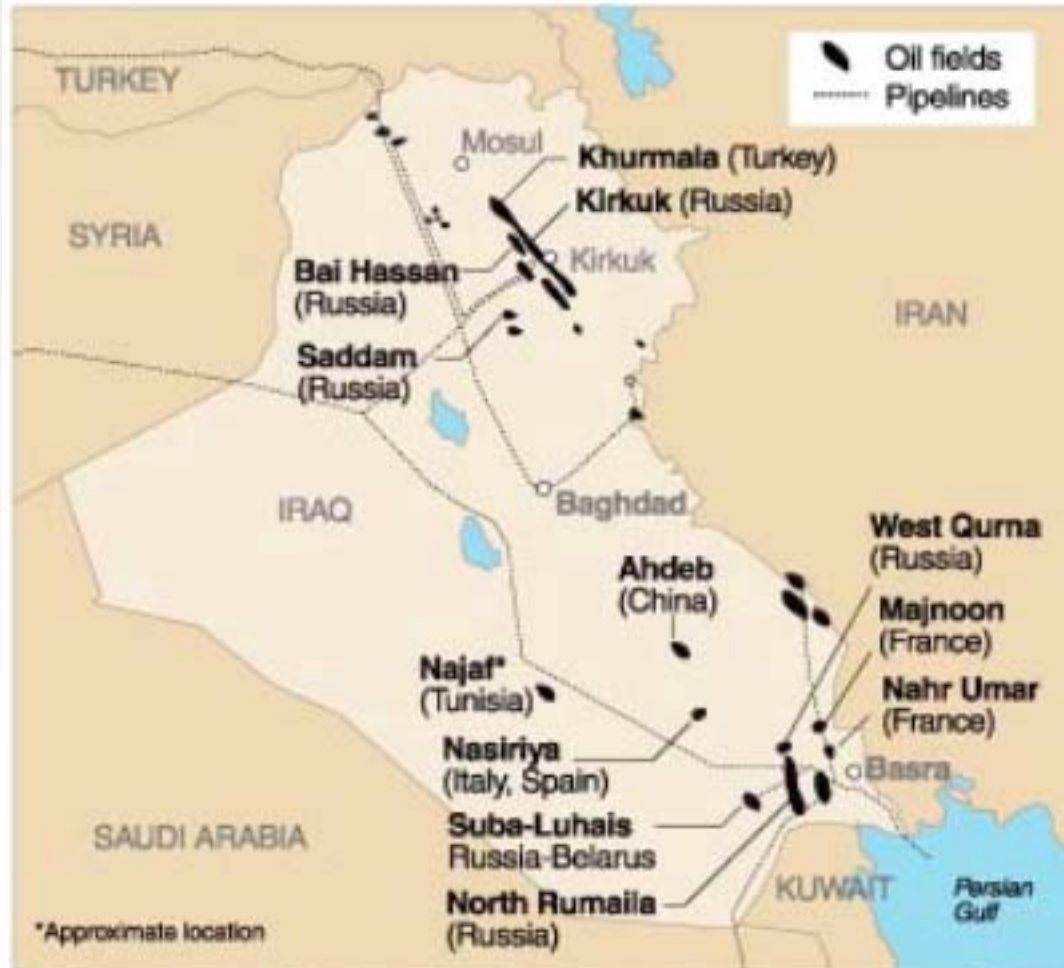 Oil fields
Pipelines
TURKEY
Mosul
Khurmala (Turkey)
Kirkuk (Russia)
SYRIA
Kirkuk
Bai Hassan
(Russia)
IRAN
Saddam
(Russia)
IRAQ
Baghdad
West Qurna
(Russia)
Ahdeb
(China)
Majnoon
(France)
Najaf*
(Tunisia)
Nahr Umar
(France)
Nasiriya
(Italy, Spain)
Basra
Suba-Luhais
Russia-Belarus
SAUDI ARABIA
KUWAIT
Persian
Gulf
North Rumaila
(Russia)
*Approximate location